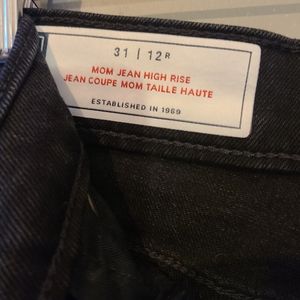 31 | 12R
MOM JEAN HIGH RISE
JEAN COUPE MOM TAILLE HAUTE
ESTABLISHED IN 1969